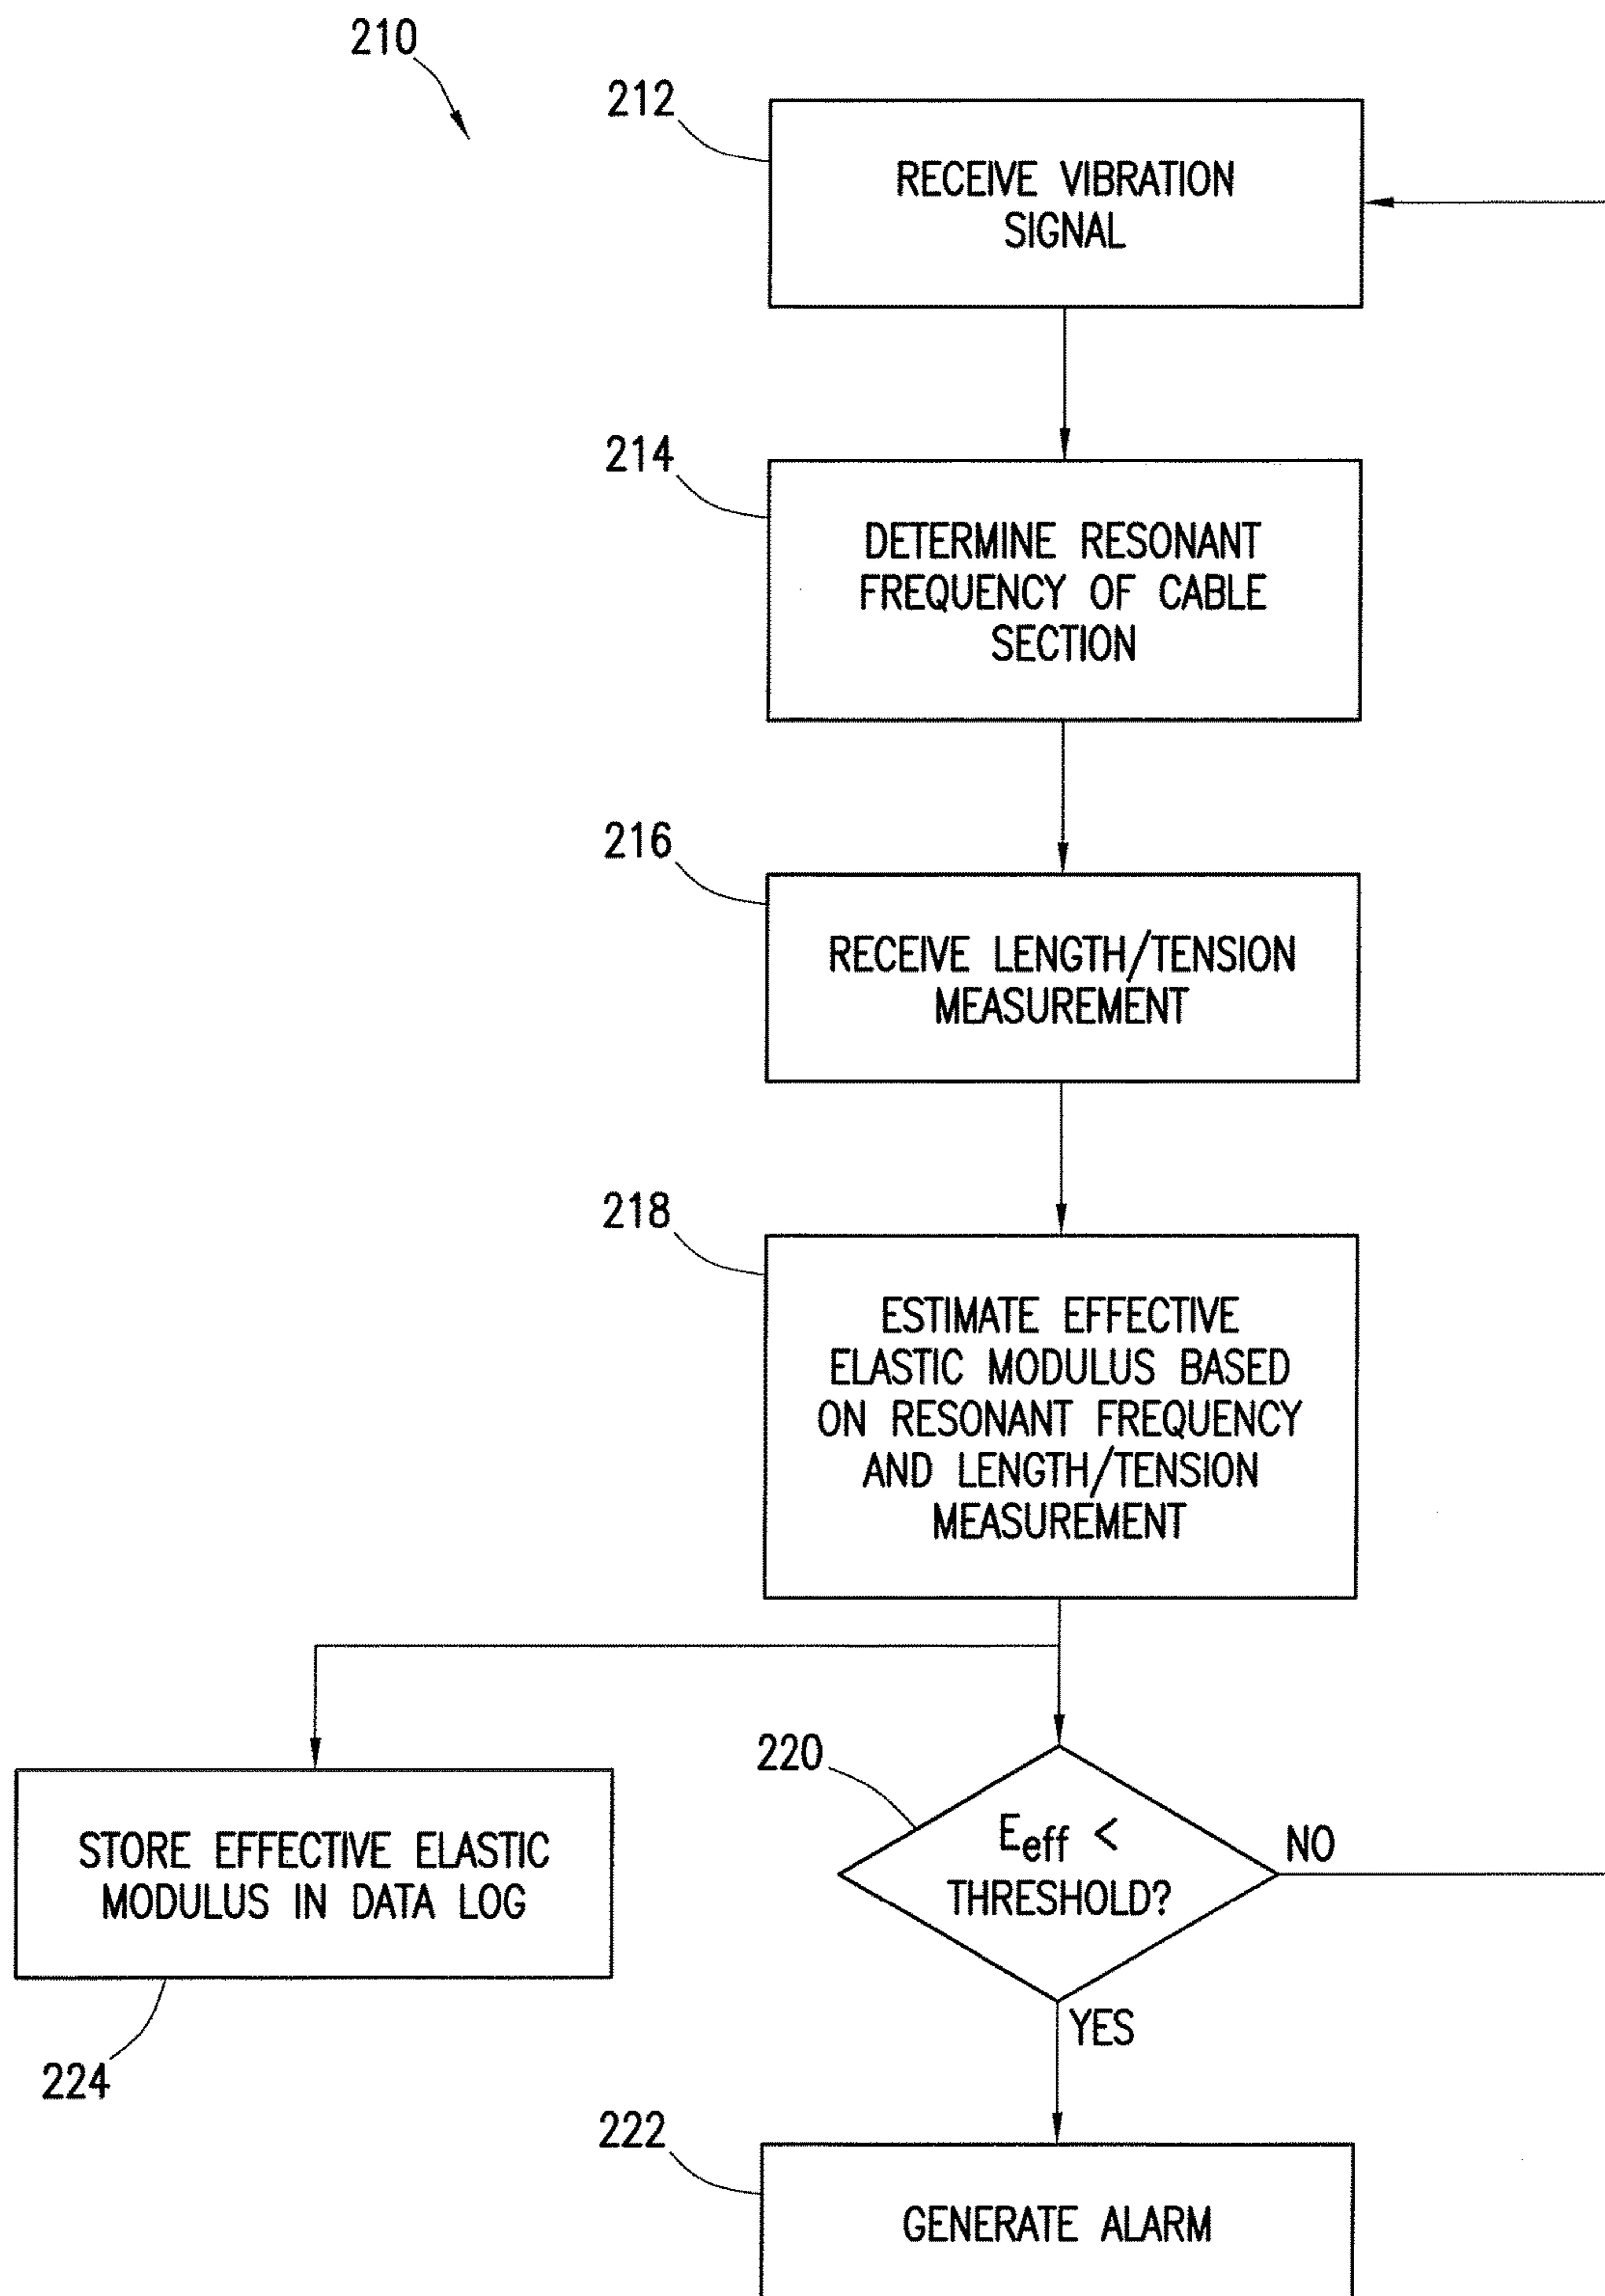 210
212
RECEIVE VIBRATION
SIGNAL
214
DETERMINE RESONANT
FREQUENCY OF CABLE
SECTION
216
RECEIVE LENGTH/TENSION
MEASUREMENT
218
ESTIMATE EFFECTIVE
ELASTIC MODULUS BASED
ON RESONANT FREQUENCY
AND LENGTH/TENSION
MEASUREMENT
220
Eeff <
THRESHOLD?
NO
YES
STORE EFFECTIVE ELASTIC
MODULUS IN DATA LOG
224
222
GENERATE ALARM